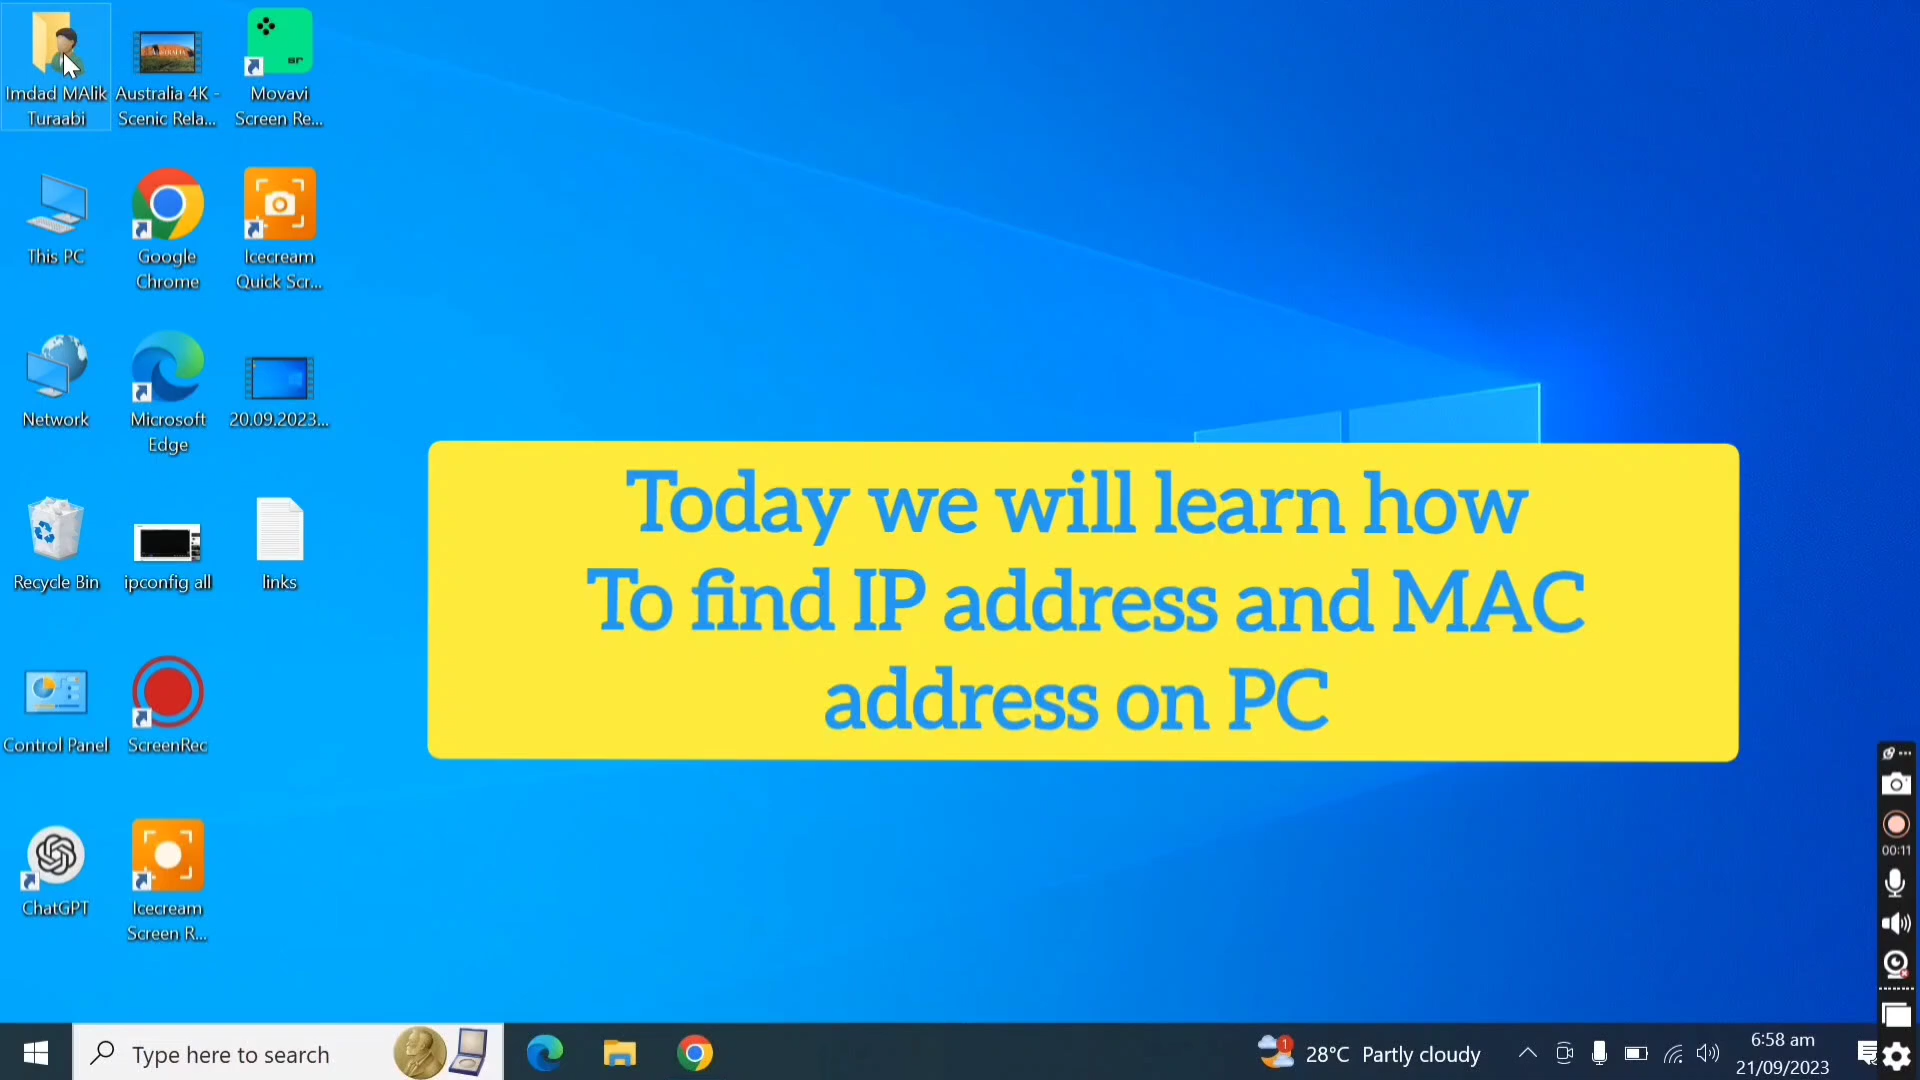 Imdad MAlik
Turaabi
Australia 4K -
Scenic Rela...
Movavi
Screen Re...
This PC
Google
Chrome
Icecream
Quick Scr...
Network
Microsoft
Edge
20.09.2023...
Recycle Bin
ipconfig all
links
Control Panel
ScreenRec
ChatGPT
Icecream
Screen R...
Today we will learn how
To find IP address and MAC
address on PC
00:11
Type here to search
1
28°C Partly cloudy
6:58 am
21/09/2023